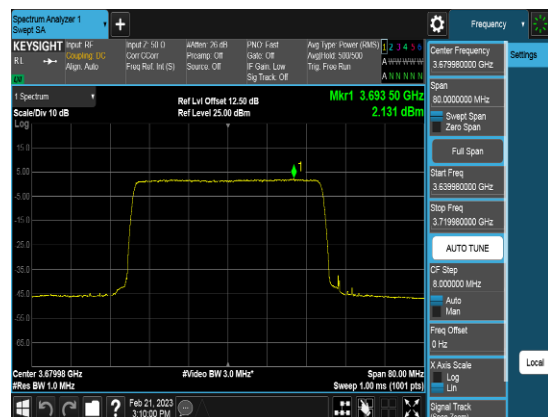 Spectrum Analyzer 1
Swept SA
+
Frequency
KEYSIGHT
Input: RF
Input Z: 50 Ω
#Atten: 26 dB
PNO: Fast
Avg Type: Power (RMS)
1 2 3 4 5 6
RL
Coupling: DC
Corr CCorr
Preamp: Off
Gate: Off
Avg|Hold: 500/500
Align: Auto
Freq Ref: Int (S)
Source: Off
IF Gain: Low
Trig: Free Run
A W W W W W
Sig Track: Off
A N N N N N
1 Spectrum
Scale/Div 10 dB
Ref Lvl Offset 12.50 dB
Ref Level 25.00 dBm
Mkr1 3.693 50 GHz
2.131 dBm
Log
15.0
5.00
-5.00
-15.0
-25.0
-35.0
-45.0
-55.0
-65.0
1
Center 3.67998 GHz
#Video BW 3.0 MHz*
Span 80.00 MHz
#Res BW 1.0 MHz
Sweep 1.00 ms (1001 pts)
Feb 21, 2023
3:10:00 PM
Center Frequency
3.679980000 GHz
Settings
Span
80.0000000 MHz
Swept Span
Zero Span
Full Span
Start Freq
3.639980000 GHz
Stop Freq
3.719980000 GHz
AUTO TUNE
CF Step
8.000000 MHz
Auto
Man
Freq Offset
0 Hz
X Axis Scale
Log
Lin
Local
Signal Track
(Span Zoom)